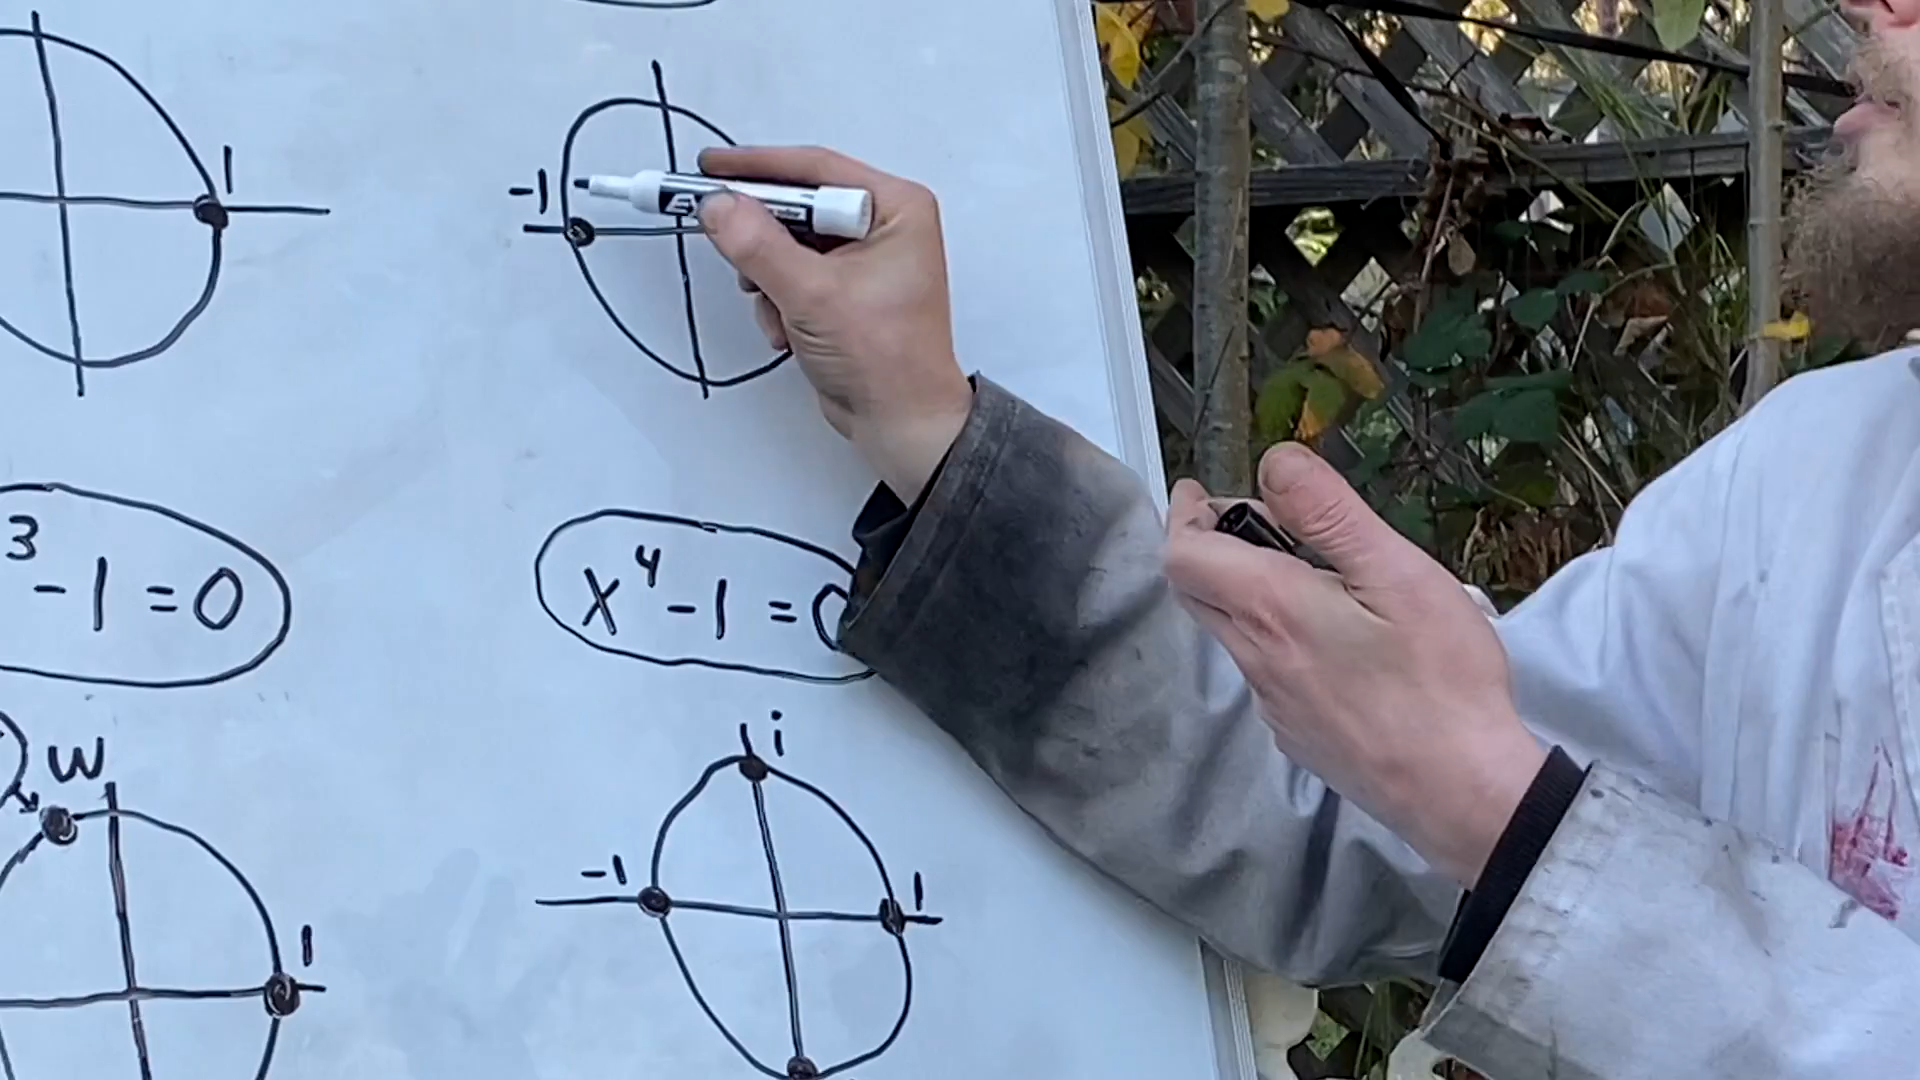 1
-1
3 - 1 = 0
x⁴ - 1 = 0
W
i
-1
1
1